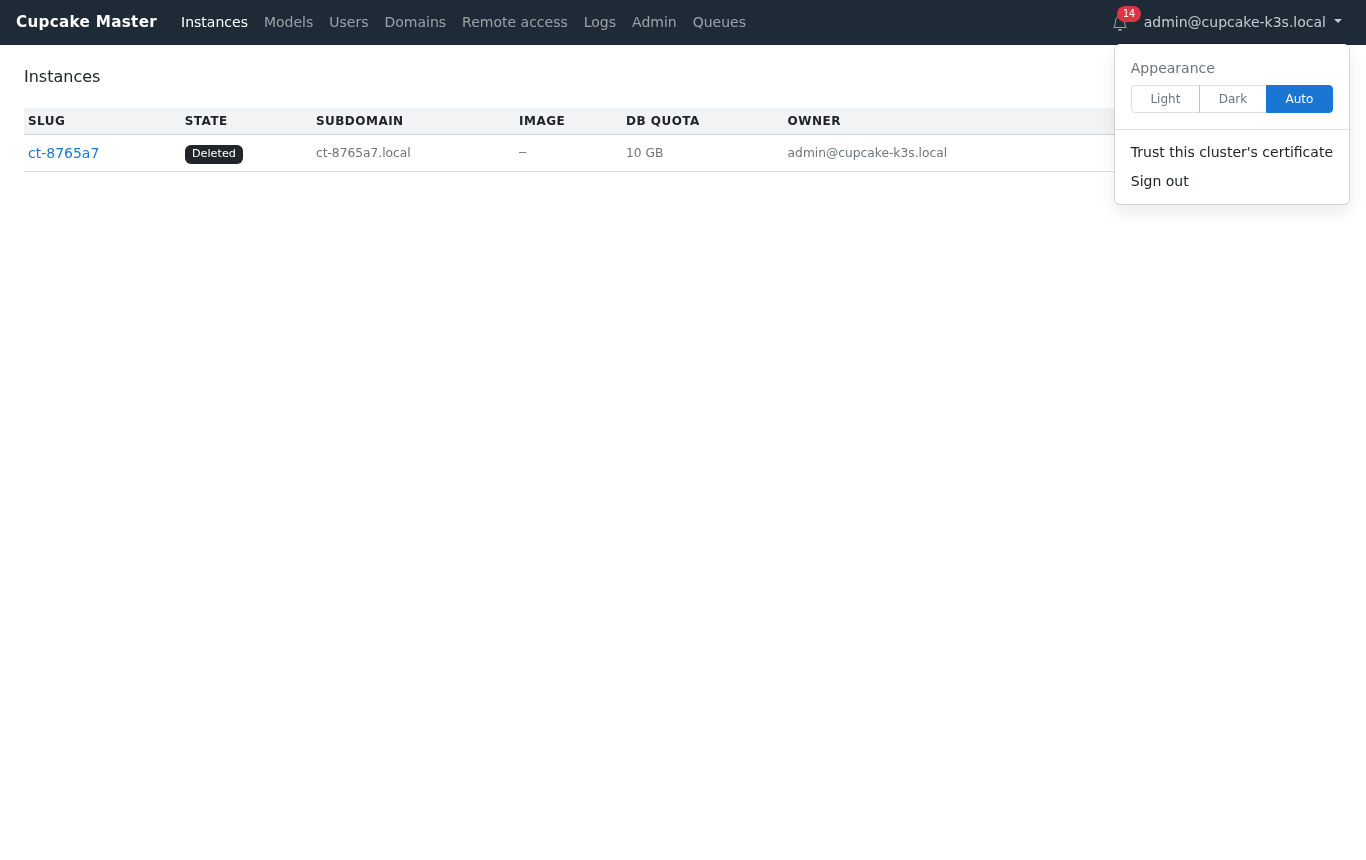 Cupcake Master Instances Models Users Domains Remote access Logs Admin Queues 14 admin@cupcake-k3s.local
Instances
Appearance
Light Dark Auto
Trust this cluster's certificate
Sign out
SLUG STATE SUBDOMAIN IMAGE DB QUOTA OWNER
ct-8765a7 Deleted ct-8765a7.local — 10 GB admin@cupcake-k3s.local